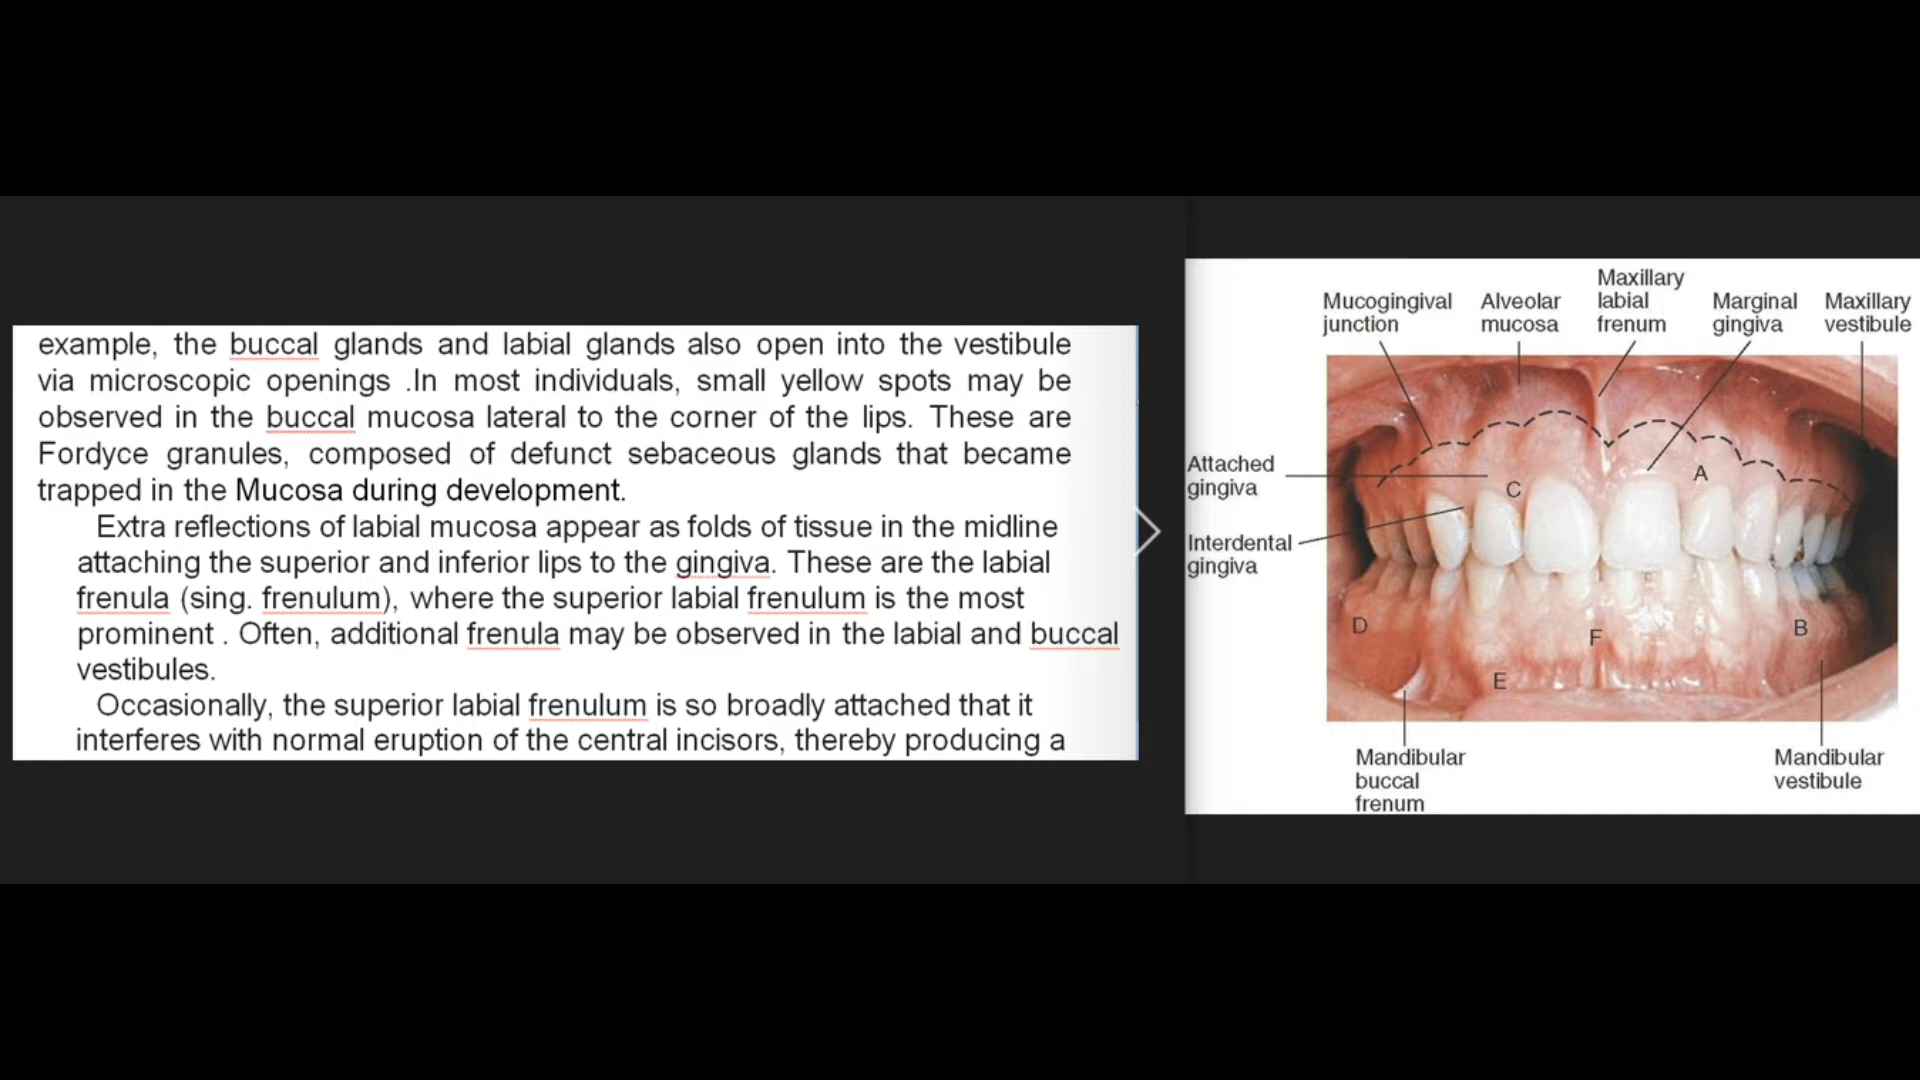 example, the buccal glands and labial glands also open into the vestibule
via microscopic openings .In most individuals, small yellow spots may be
observed in the buccal mucosa lateral to the corner of the lips. These are
Fordyce granules, composed of defunct sebaceous glands that became
trapped in the Mucosa during development.
Extra reflections of labial mucosa appear as folds of tissue in the midline
attaching the superior and inferior lips to the gingiva. These are the labial
frenula (sing. frenulum), where the superior labial frenulum is the most
prominent . Often, additional frenula may be observed in the labial and buccal
vestibules.
Occasionally, the superior labial frenulum is so broadly attached that it
interferes with normal eruption of the central incisors, thereby producing a
Mucogingival
junction
Alveolar
mucosa
Maxillary
labial
frenum
Marginal
gingiva
Maxillary
vestibule
Attached
gingiva
Interdental
gingiva
A
C
D
F
B
E
Mandibular
buccal
frenum
Mandibular
vestibule